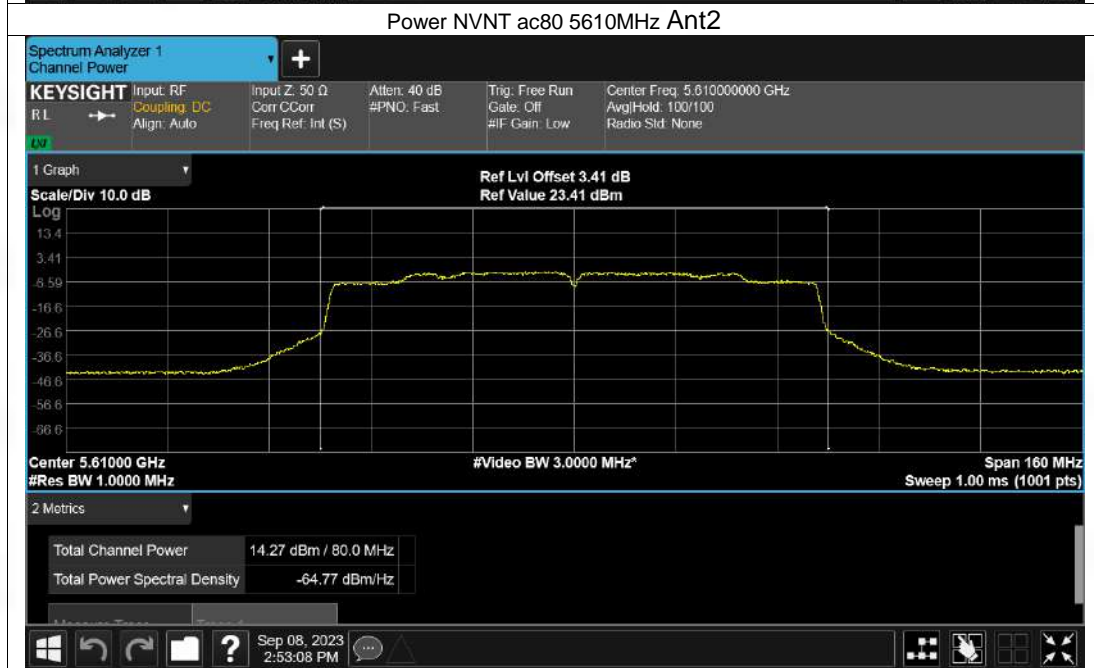 Power NVNT ac80 5610MHz Ant2
Spectrum Analyzer 1
Channel Power
+
KEYSIGHT Input: RF Input Z: 50 Ω Atten: 40 dB Trig: Free Run Center Freq: 5.610000000 GHz
RL Coupling: DC Corr CCorr #PNO: Fast Gate: Off Avg|Hold: 100/100
Align: Auto Freq Ref: Int (S) #IF Gain: Low Radio Std: None
LXI
1 Graph
Ref Lvl Offset 3.41 dB
Scale/Div 10.0 dB Ref Value 23.41 dBm
Log
13.4
3.41
-6.59
-16.6
-26.6
-36.6
-46.6
-56.6
-66.6
Center 5.61000 GHz #Video BW 3.0000 MHz* Span 160 MHz
#Res BW 1.0000 MHz Sweep 1.00 ms (1001 pts)
2 Metrics
Total Channel Power 14.27 dBm / 80.0 MHz
Total Power Spectral Density -64.77 dBm/Hz
?
Sep 08, 2023
2:53:08 PM